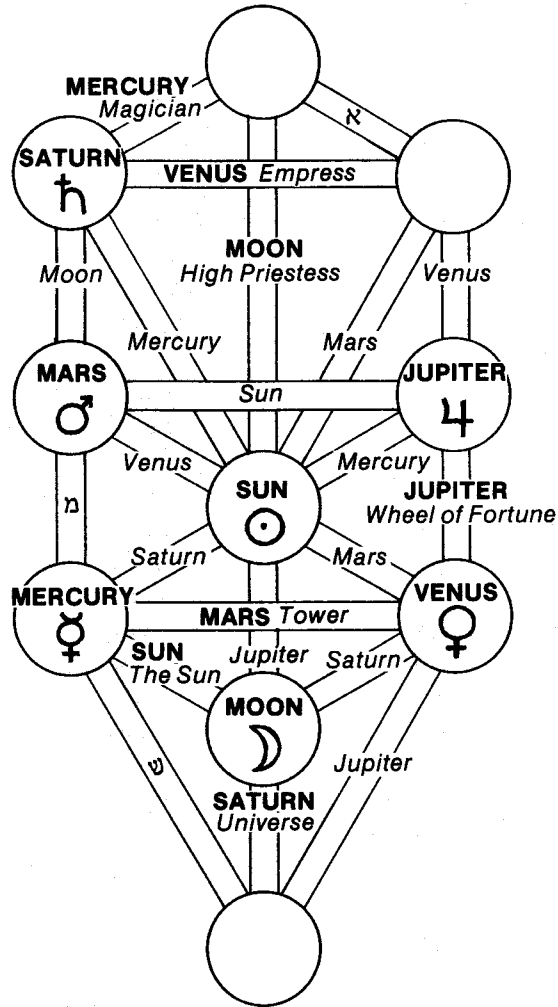 MERCURY
Magician
א
SATURN
♄
VENUS Empress
MOON
High Priestess
Moon
Venus
Mercury
Mars
MARS
♂
Sun
JUPITER
♃
Venus
Mercury
SUN
☉
מ
JUPITER
Wheel of Fortune
Saturn
Mars
MERCURY
☿
MARS Tower
VENUS
♀
SUN
The Sun
Jupiter
Saturn
MOON
☽
ש
Jupiter
SATURN
Universe